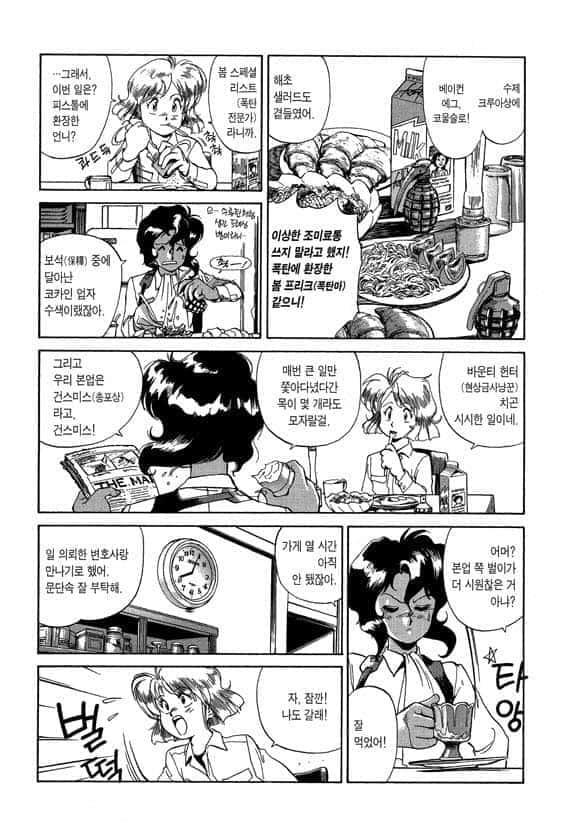 수제
크루아상에
베이컨
에그,
코울슬로!
Milk
해초
샐러드도
곁들였어.
이상한 조미료통
쓰지 말라고 했지!
폭탄에 환장한
봄 프리크(폭탄마)
같으니!
봄 스페셜
리스트
(폭탄
전문가)
라니까.
…그래서,
이번 일은?
피스톨에
환장한
언니?
보석(保釋) 중에
달아난
코카인 업자
수색이랬잖아.
바운티 헌터
(현상금사냥꾼)
치곤
시시한 일이네.
매번 큰 일만
쫓아다녔다간
목이 몇 개라도
모자랄걸.
그리고
우리 본업은
건스미스(총포상)
라고,
건스미스!
THE MA
어머?
본업 쪽 벌이가
더 시원찮은 거
아냐?
잘
먹었어!
타앙
가게 열 시간
아직
안 됐잖아.
일 의뢰한 변호사랑
만나기로 했어.
문단속 잘 부탁해.
자, 잠깐!
나도 갈래!
벌떡